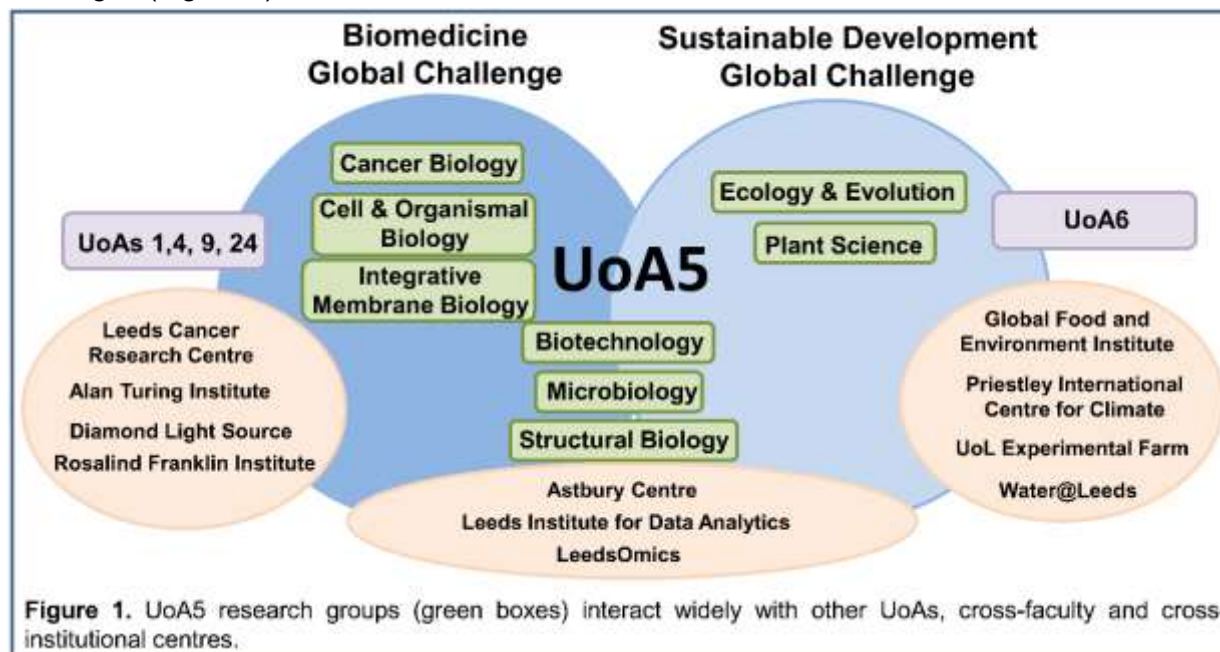 Biomedicine
Global Challenge
Sustainable Development
Global Challenge
Cancer Biology
Cell & Organismal
Biology
Integrative
Membrane Biology
UoAs 1,4, 9, 24
UoA5
Ecology & Evolution
Plant Science
UoA6
Biotechnology
Microbiology
Structural Biology
Leeds Cancer
Research Centre
Alan Turing Institute
Diamond Light Source
Rosalind Franklin Institute
Astbury Centre
Leeds Institute for Data Analytics
LeedsOmics
Global Food and
Environment Institute
Priestley International
Centre for Climate
UoL Experimental Farm
Water@Leeds
Figure 1. UoA5 research groups (green boxes) interact widely with other UoAs, cross-faculty and cross-
institutional centres.